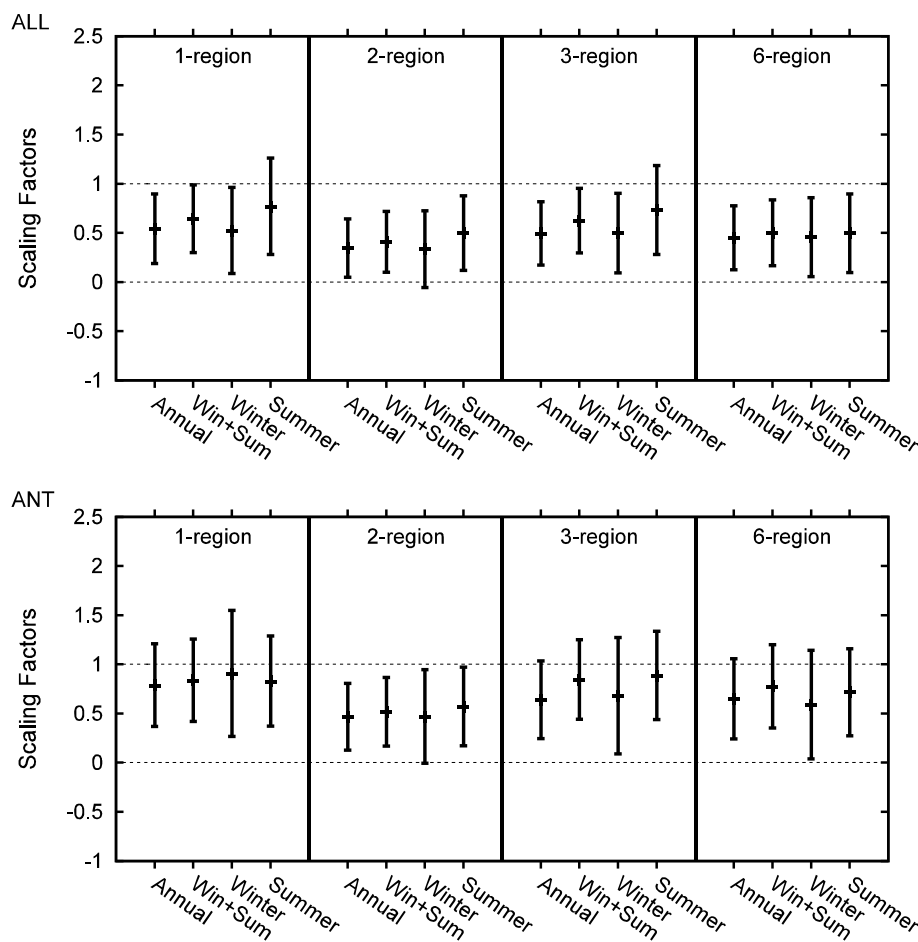 ALL
2.5
1-region 2-region 3-region 6-region
2
1.5
1
0.5
0
-0.5
-1
Scaling Factors
Annual Win+Sum Winter Summer Annual Win+Sum Winter Summer Annual Win+Sum Winter Summer Annual Win+Sum Winter Summer
ANT
2.5
1-region 2-region 3-region 6-region
2
1.5
1
0.5
0
-0.5
-1
Scaling Factors
Annual Win+Sum Winter Summer Annual Win+Sum Winter Summer Annual Win+Sum Winter Summer Annual Win+Sum Winter Summer